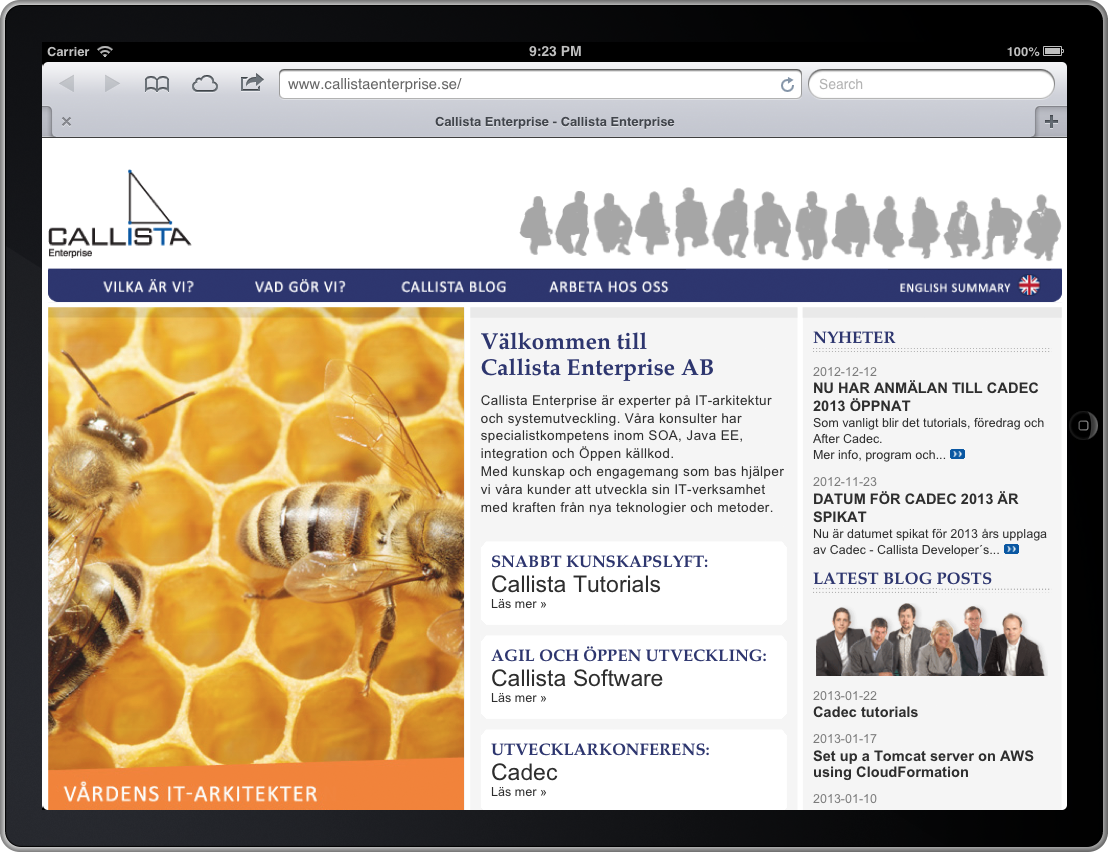 Carrier
9:23 PM
100%
www.callistaenterprise.se/
Search
Callista Enterprise - Callista Enterprise
CALLISTA
Enterprise
VILKA ÄR VI?
VAD GÖR VI?
CALLISTA BLOG
ARBETA HOS OSS
ENGLISH SUMMARY
VÅRDENS IT-ARKITEKTER
Välkommen till
Callista Enterprise AB
Callista Enterprise är experter på IT-arkitektur
och systemutveckling. Våra konsulter har
specialistkompetens inom SOA, Java EE,
integration och Öppen källkod.
Med kunskap och engagemang som bas hjälper
vi våra kunder att utveckla sin IT-verksamhet
med kraften från nya teknologier och metoder.
SNABBT KUNSKAPSLYFT:
Callista Tutorials
Läs mer »
AGIL OCH ÖPPEN UTVECKLING:
Callista Software
Läs mer »
UTVECKLARKONFERENS:
Cadec
Läs mer »
NYHETER
2012-12-12
NU HAR ANMÄLAN TILL CADEC
2013 ÖPPNAT
Som vanligt blir det tutorials, föredrag och
After Cadec.
Mer info, program och...
2012-11-23
DATUM FÖR CADEC 2013 ÄR
SPIKAT
Nu är datumet spikat för 2013 års upplaga
av Cadec - Callista Developer´s...
LATEST BLOG POSTS
2013-01-22
Cadec tutorials
2013-01-17
Set up a Tomcat server on AWS
using CloudFormation
2013-01-10